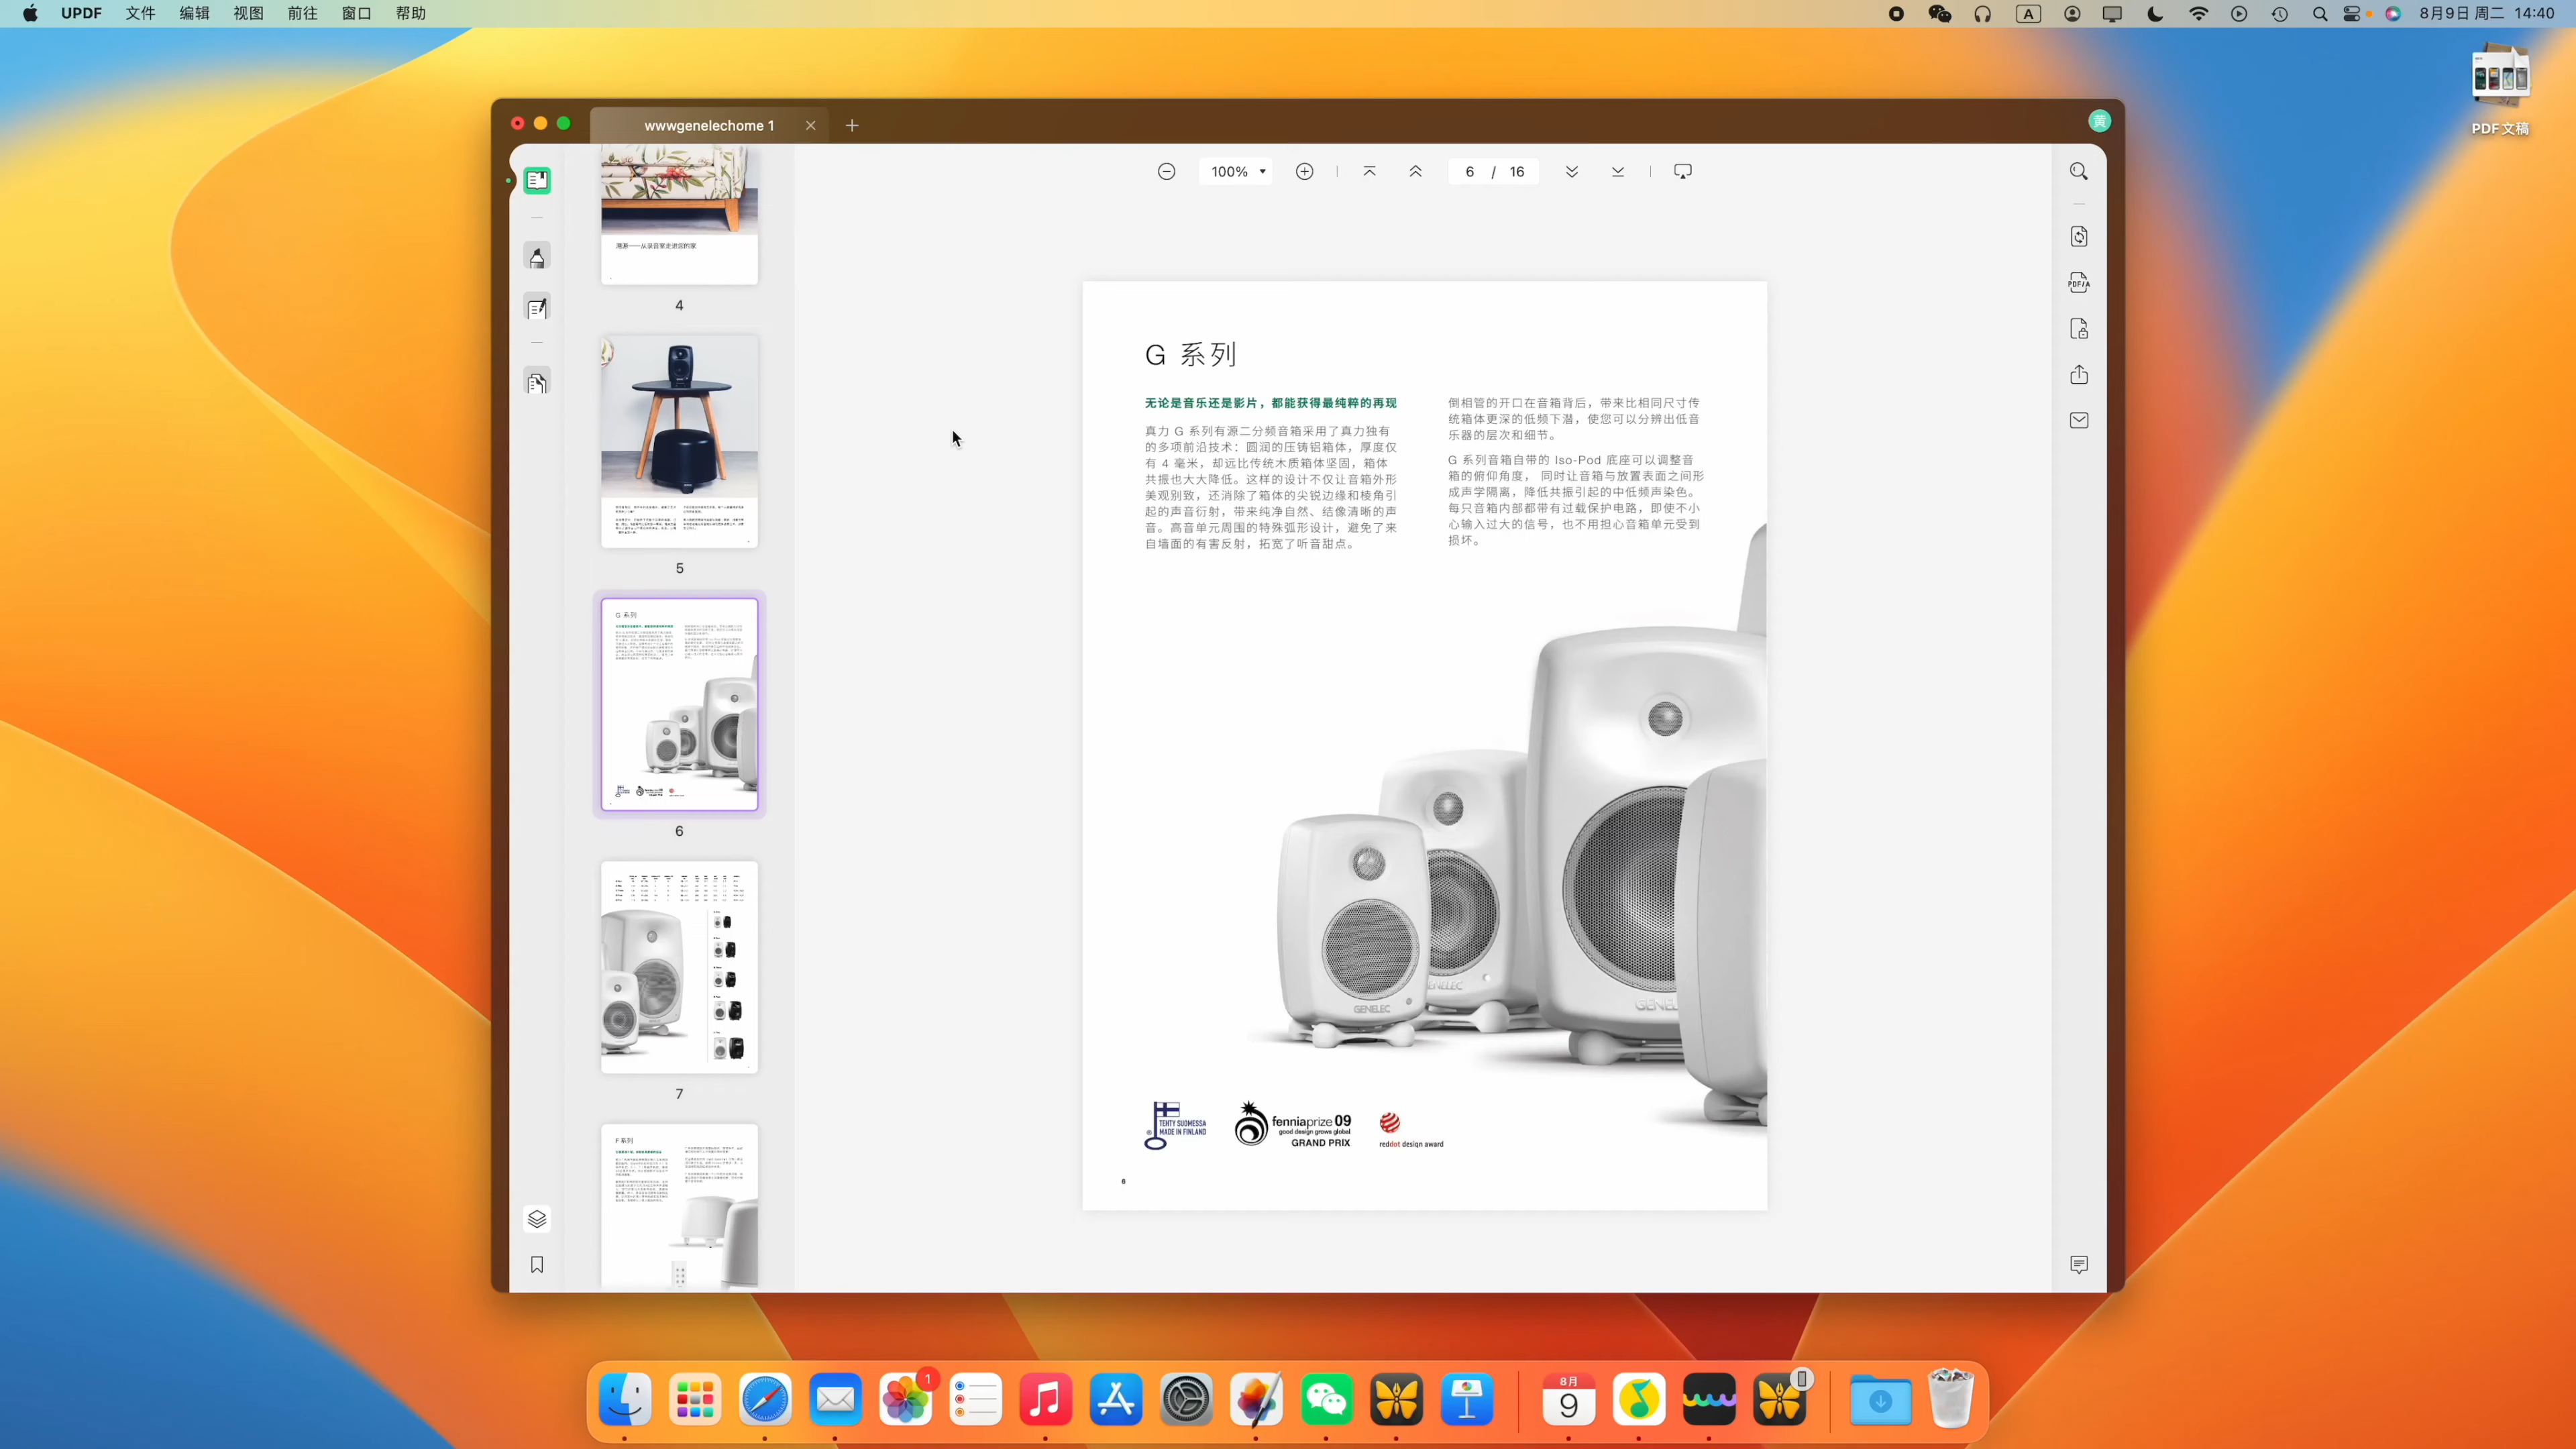 UPDF 文件 编辑 视图 前往 窗口 帮助
A
8月9日 周二 14:40
PDF文稿
wwwgenelechome 1
黄
100%
6 / 16
PDF/A
4
5
G 系列
6
7
F 系列
G 系列
无论是音乐还是影片，都能获得最纯粹的再现
真力 G 系列有源二分频音箱采用了真力独有
的多项前沿技术：圆润的压铸铝箱体，厚度仅
有 4 毫米，却远比传统木质箱体坚固，箱体
共振也大大降低。这样的设计不仅让音箱外形
美观别致，还消除了箱体的尖锐边缘和棱角引
起的声音衍射，带来纯净自然、结像清晰的声
音。高音单元周围的特殊弧形设计，避免了来
自墙面的有害反射，拓宽了听音甜点。
倒相管的开口在音箱背后，带来比相同尺寸传
统箱体更深的低频下潜，使您可以分辨出低音
乐器的层次和细节。
G 系列音箱自带的 Iso-Pod 底座可以调整音
箱的俯仰角度， 同时让音箱与放置表面之间形
成声学隔离，降低共振引起的中低频声染色。
每只音箱内部都带有过载保护电路，即使不小
心输入过大的信号，也不用担心音箱单元受到
损坏。
GENELEC
TEHTY SUOMESSA
MADE IN FINLAND
fenniaprize 09
good design grows global
GRAND PRIX
reddot design award
6
1
8月
9